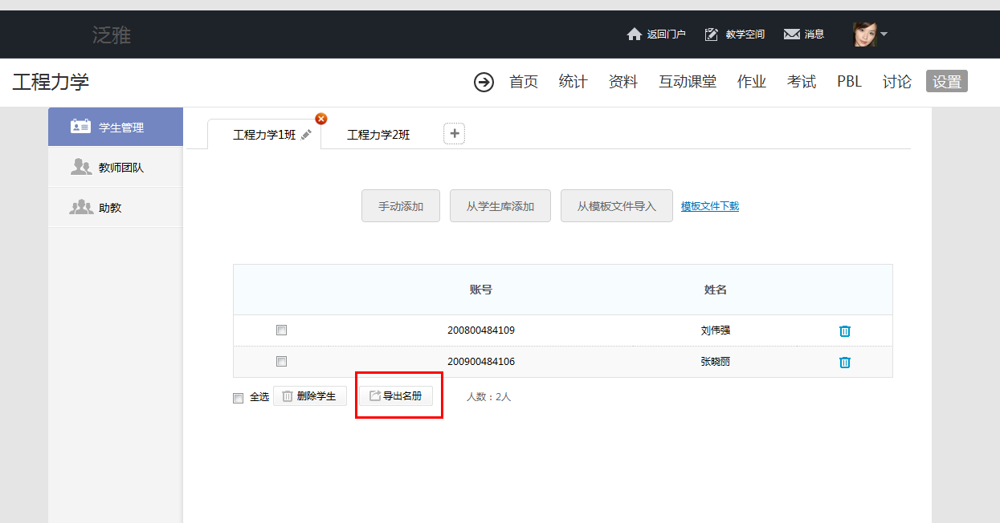 泛雅 返回门户 教学空间 消息
工程力学 首页 统计 资料 互动课堂 作业 考试 PBL 讨论 设置
学生管理
教师团队
助教
工程力学1班 工程力学2班
手动添加 从学生库添加 从模板文件导入 模板文件下载
账号 姓名
200800484109 刘伟强
200900484106 张晓丽
全选 删除学生 导出名册 人数：2人